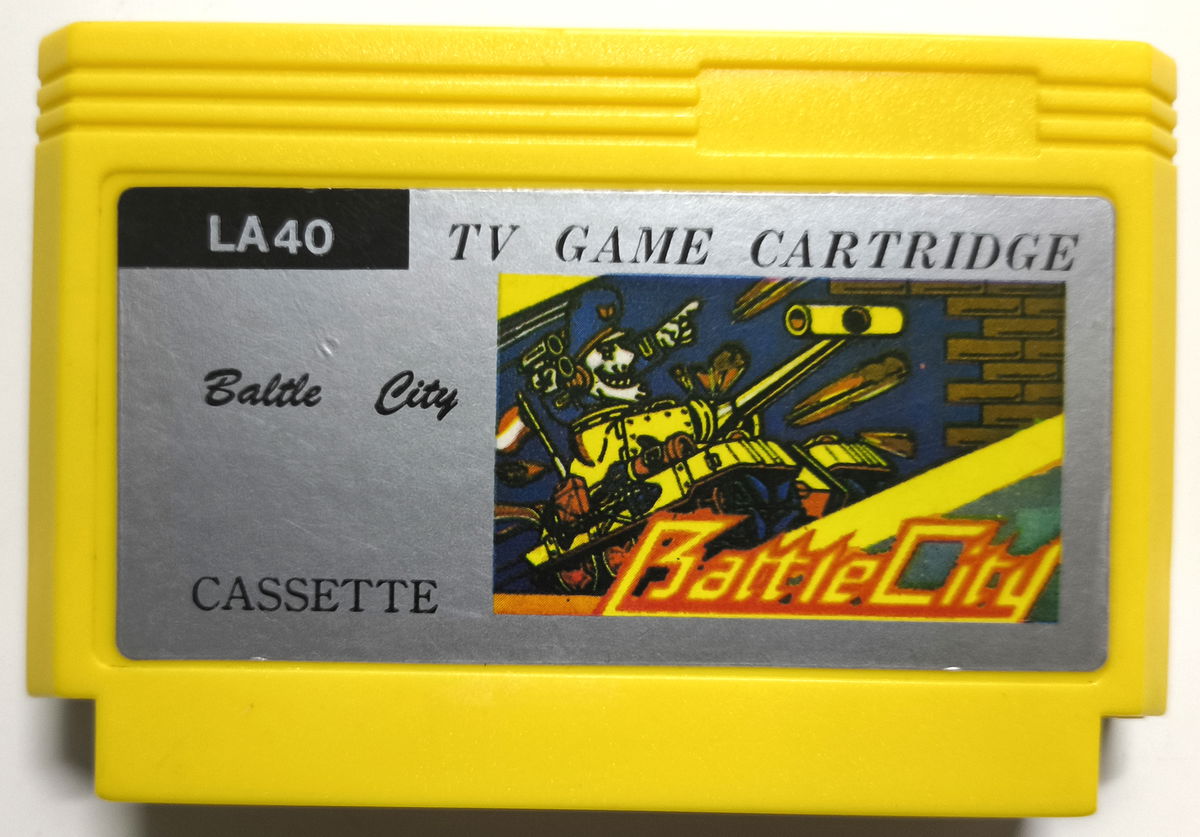 LA40
TV GAME CARTRIDGE
Baltle City
BattleCity
CASSETTE